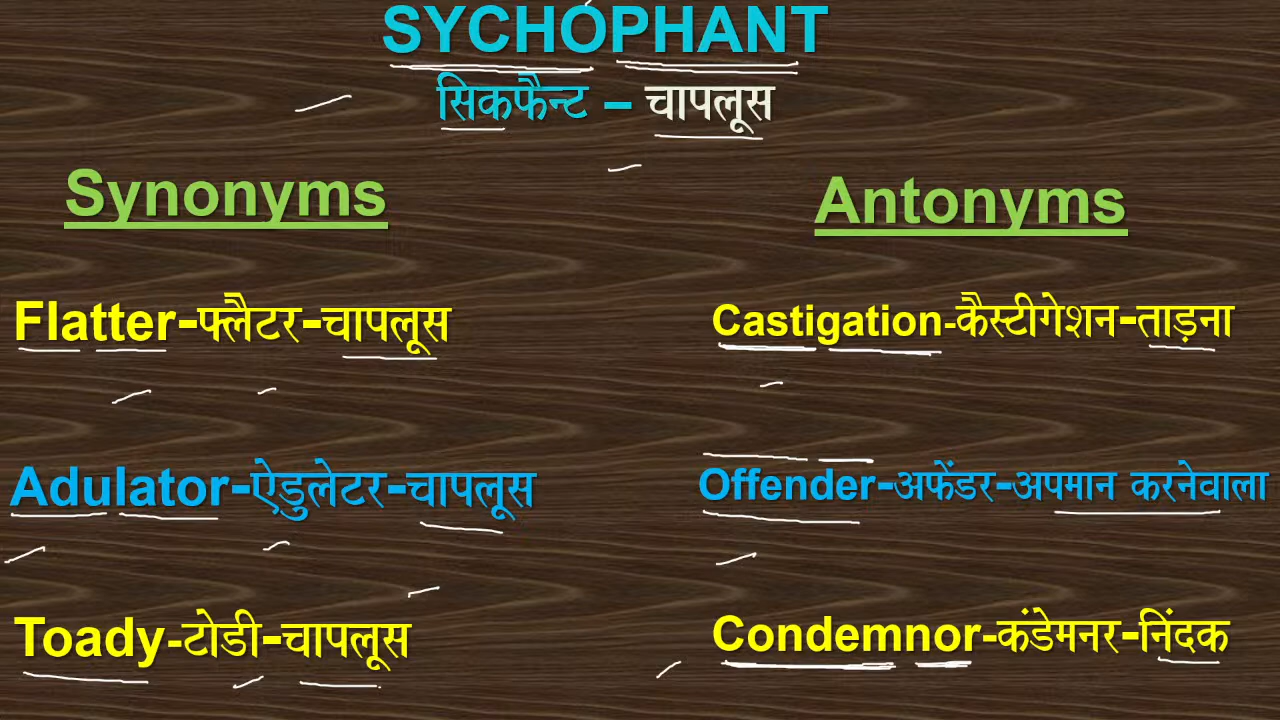 SYCHOPHANT
सिकफैन्ट – चापलूस
Synonyms
Antonyms
Flatter-फ्लैटर-चापलूस
Castigation-कैस्टीगेशन-ताड़ना
Adulator-ऐडुलेटर-चापलूस
Offender-अफेंडर-अपमान करनेवाला
Toady-टोडी-चापलूस
Condemnor-कंडेमनर-निंदक